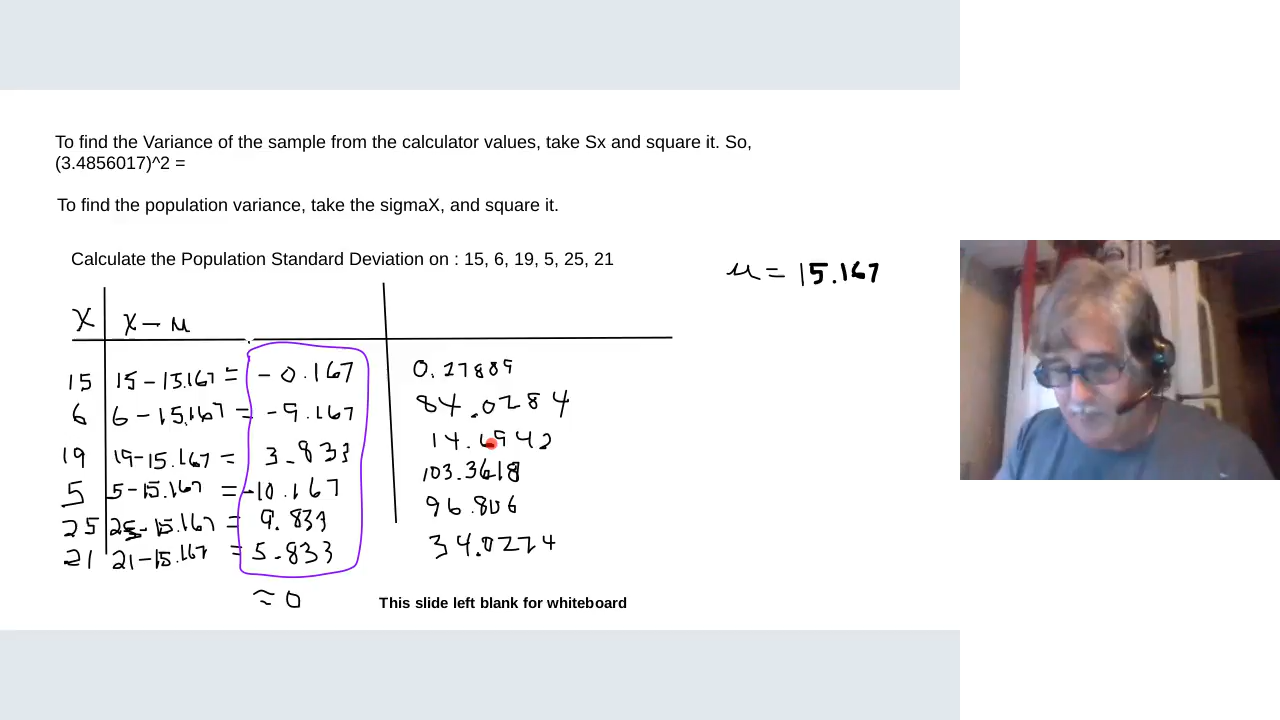 To find the Variance of the sample from the calculator values, take Sx and square it. So,
(3.4856017)^2 =
To find the population variance, take the sigmaX, and square it.
Calculate the Population Standard Deviation on : 15, 6, 19, 5, 25, 21
μ = 15.167
X X - μ
15 15 - 15.167 = -0.167 0.27889
6 6 - 15.167 = -9.167 84.0284
19 19 - 15.167 = 3.833 14.6942
5 5 - 15.167 = -10.167 103.3618
25 25 - 15.167 = 9.833 96.806
21 21 - 15.167 = 5.833 34.0224
≈ 0
This slide left blank for whiteboard